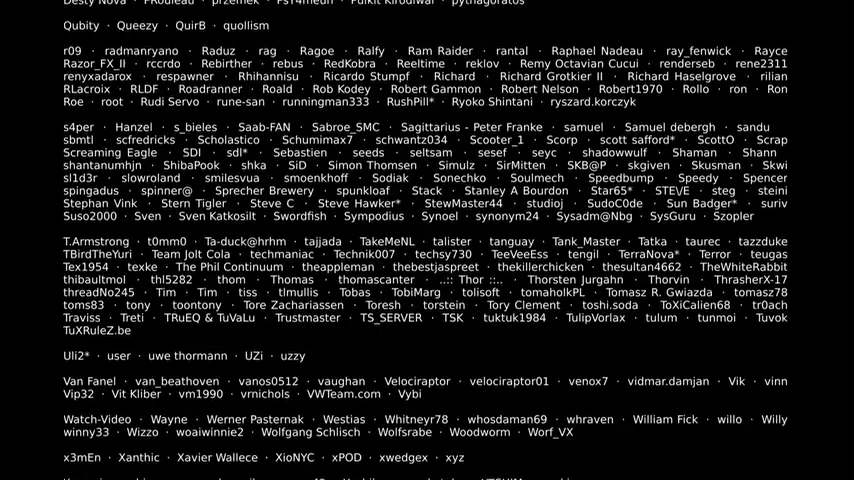 Desty Nova · PRodieau · przemek · PsT4meuh · Pulkit Kirodiwal · pythagoratos
Qubity · Queezy · QuirB · quollism
r09 · radmanryano · Raduz · rag · Ragoe · Ralfy · Ram Raider · rantal · Raphael Nadeau · ray_fenwick · Rayce
Razor_FX_II · rccrdo · Rebirther · rebus · RedKobra · Reeltime · reklov · Remy Octavian Cucui · renderseb · rene2311
renyxadarox · respawner · Rhihannisu · Ricardo Stumpf · Richard · Richard Grotkier II · Richard Haselgrove · rilian
RLacroix · RLDF · Roadranner · Roald · Rob Kodey · Robert Gammon · Robert Nelson · Robert1970 · Rollo · ron · Ron
Roe · root · Rudi Servo · rune-san · runningman333 · RushPill* · Ryoko Shintani · ryszard.korczyk
s4per · Hanzel · s_bieles · Saab-FAN · Sabroe_SMC · Sagittarius - Peter Franke · samuel · Samuel debergh · sandu
sbmtl · scfredricks · Scholastico · Schumimax7 · schwantz034 · Scooter_1 · Scorp · scott safford* · ScottO · Scrap
Screaming Eagle · SDI · sdl* · Sebastien · seeds · seltsam · sesef · seyc · shadowwulf · Shaman · Shann
shantanumhjn · ShibaPook · shka · SiD · Simon Thomsen · Simulz · SirMitten · SKB@P · skgiven · Skusman · Skwi
sl1d3r · slowroland · smilesvua · smoenkhoff · Sodiak · Sonechko · Soulmech · Speedbump · Speedy · Spencer
spingadus · spinner@ · Sprecher Brewery · spunkloaf · Stack · Stanley A Bourdon · Star65* · STE\/E · steg · steini
Stephan Vink · Stern Tigler · Steve C · Steve Hawker* · StewMaster44 · studioj · SudoC0de · Sun Badger* · suriv
Suso2000 · Sven · Sven Katkosilt · Swordfish · Sympodius · Synoel · synonym24 · Sysadm@Nbg · SysGuru · Szopler
T.Armstrong · t0mm0 · Ta-duck@hrhm · tajjada · TakeMeNL · talister · tanguay · Tank_Master · Tatka · taurec · tazzduke
TBirdTheYuri · Team Jolt Cola · techmaniac · Technik007 · techsy730 · TeeVeeEss · tengil · TerraNova* · Terror · teugas
Tex1954 · texke · The Phil Continuum · theappleman · thebestjaspreet · thekillerchicken · thesultan4662 · TheWhiteRabbit
thibaultmol · thl5282 · thom · Thomas · thomascanter · ..:: Thor ::.. · Thorsten Jurgahn · Thorvin · ThrasherX-17
threadNo245 · Tim · Tim · tiss · tlmullis · Tobas · TobiMarg · tolisoft · tomaholkPL · Tomasz R. Gwiazda · tomasz78
toms83 · tony · toontony · Tore Zachariassen · Toresh · torstein · Tory Clement · toshi.soda · ToXiCalien68 · tr0ach
Traviss · Treti · TRuEQ & TuVaLu · Trustmaster · TS_SERVER · TSK · tuktuk1984 · TulipVorlax · tulum · tunmoi · Tuvok
TuXRuleZ.be
Uli2* · user · uwe thormann · UZi · uzzy
Van Fanel · van_beathoven · vanos0512 · vaughan · Velociraptor · velociraptor01 · venox7 · vidmar.damjan · Vik · vinn
Vip32 · Vit Kliber · vm1990 · vrnichols · VWTeam.com · Vybi
Watch-Video · Wayne · Werner Pasternak · Westias · Whitneyr78 · whosdaman69 · whraven · William Fick · willo · Willy
winny33 · Wizzo · woaiwinnie2 · Wolfgang Schlisch · Wolfsrabe · Woodworm · Worf_VX
x3mEn · Xanthic · Xavier Wallece · XioNYC · xPOD · xwedgex · xyz